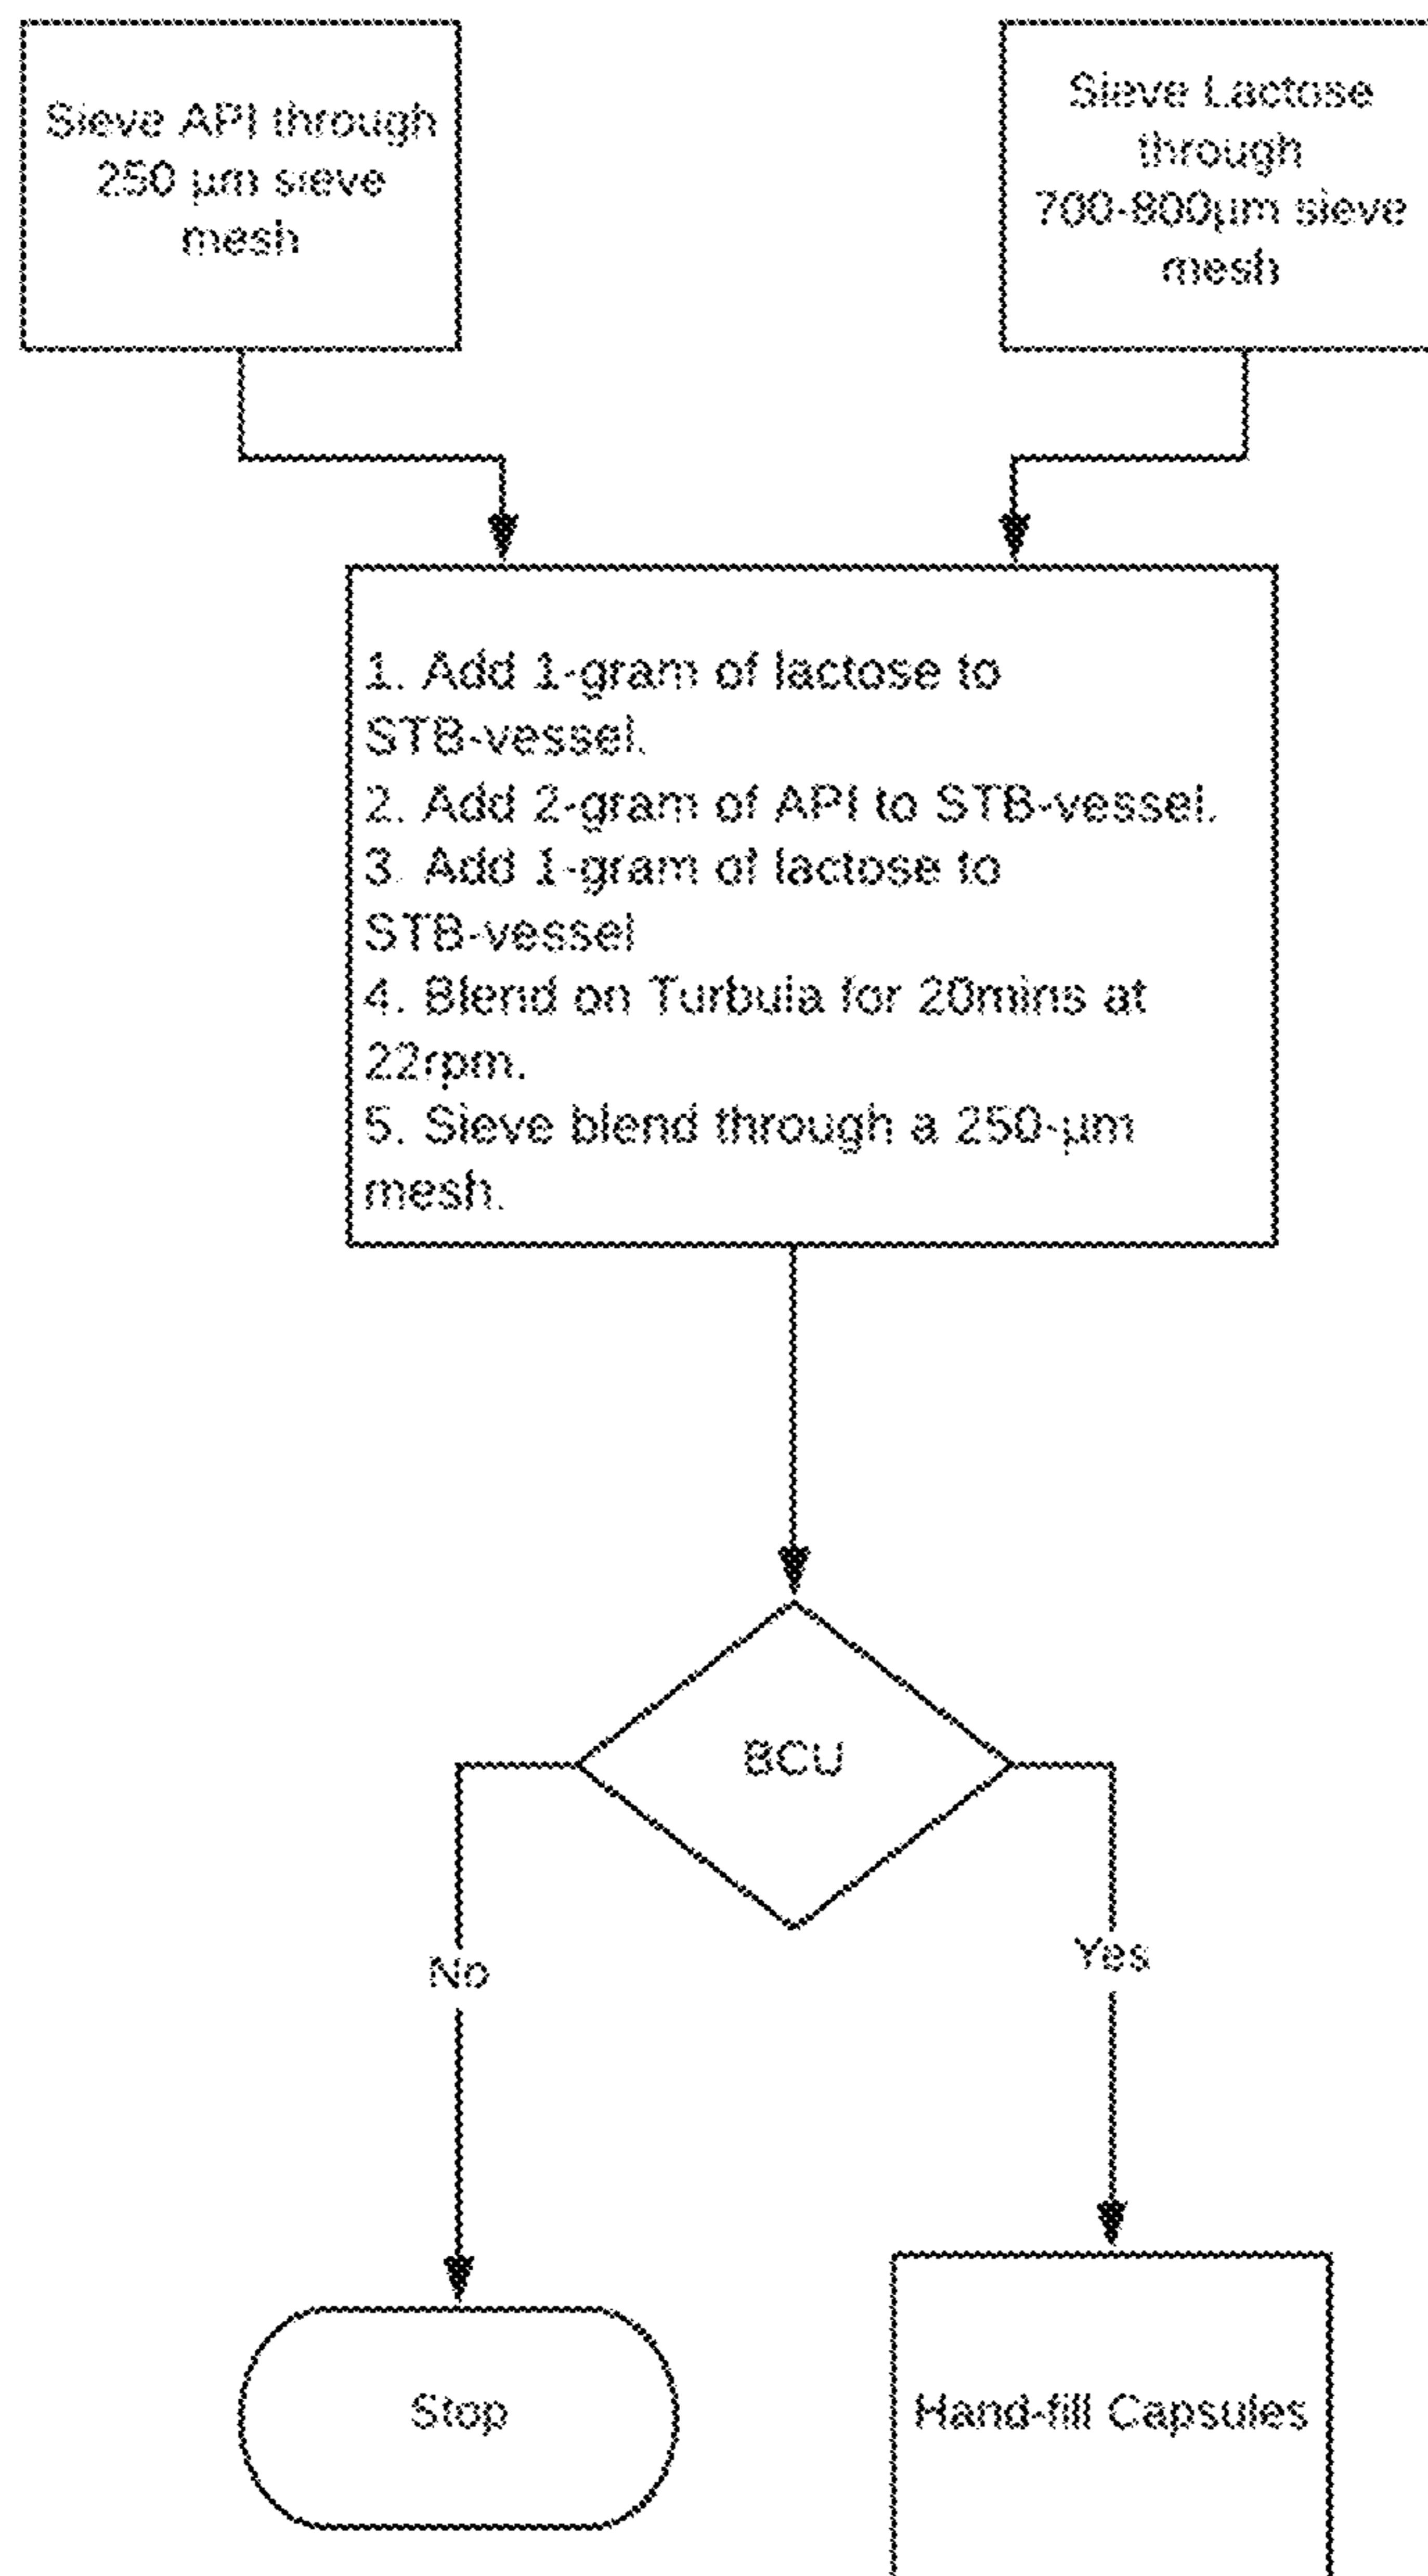 Sieve API through
250 µm sieve
mesh
Sieve Lactose
through
700-800µm sieve
mesh
1. Add 1-gram of lactose to
STB-vessel.
2. Add 2-gram of API to STB-vessel.
3. Add 1-gram of lactose to
STB-vessel
4. Blend on Turbula for 20mins at
22rpm.
5. Sieve blend through a 250-µm
mesh.
BCU
No
Yes
Stop
Hand-fill Capsules